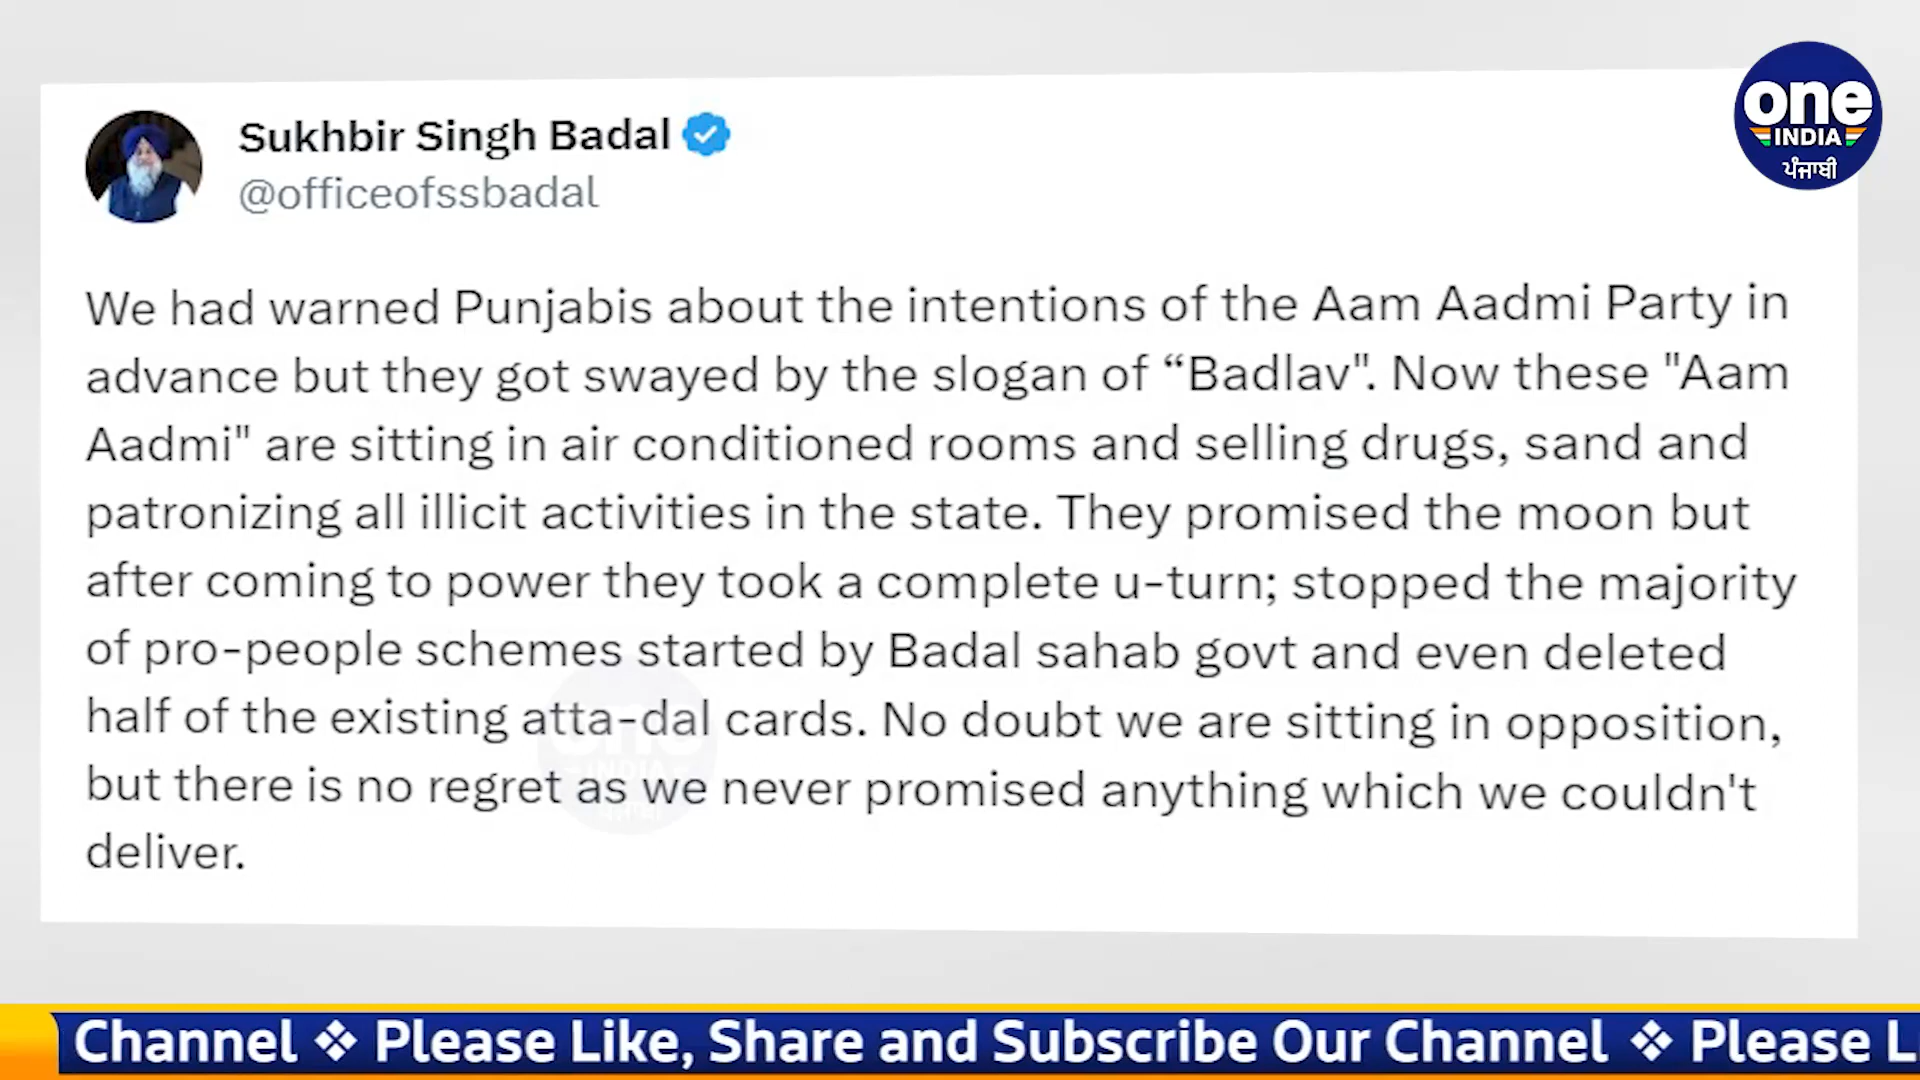 Sukhbir Singh Badal
@officeofssbadal
one
INDIA
ਪੰਜਾਬੀ
We had warned Punjabis about the intentions of the Aam Aadmi Party in
advance but they got swayed by the slogan of “Badlav". Now these "Aam
Aadmi" are sitting in air conditioned rooms and selling drugs, sand and
patronizing all illicit activities in the state. They promised the moon but
after coming to power they took a complete u-turn; stopped the majority
of pro-people schemes started by Badal sahab govt and even deleted
half of the existing atta-dal cards. No doubt we are sitting in opposition,
but there is no regret as we never promised anything which we couldn't
deliver.
one
INDIA
ਪੰਜਾਬੀ
Channel ❖ Please Like, Share and Subscribe Our Channel ❖ Please L